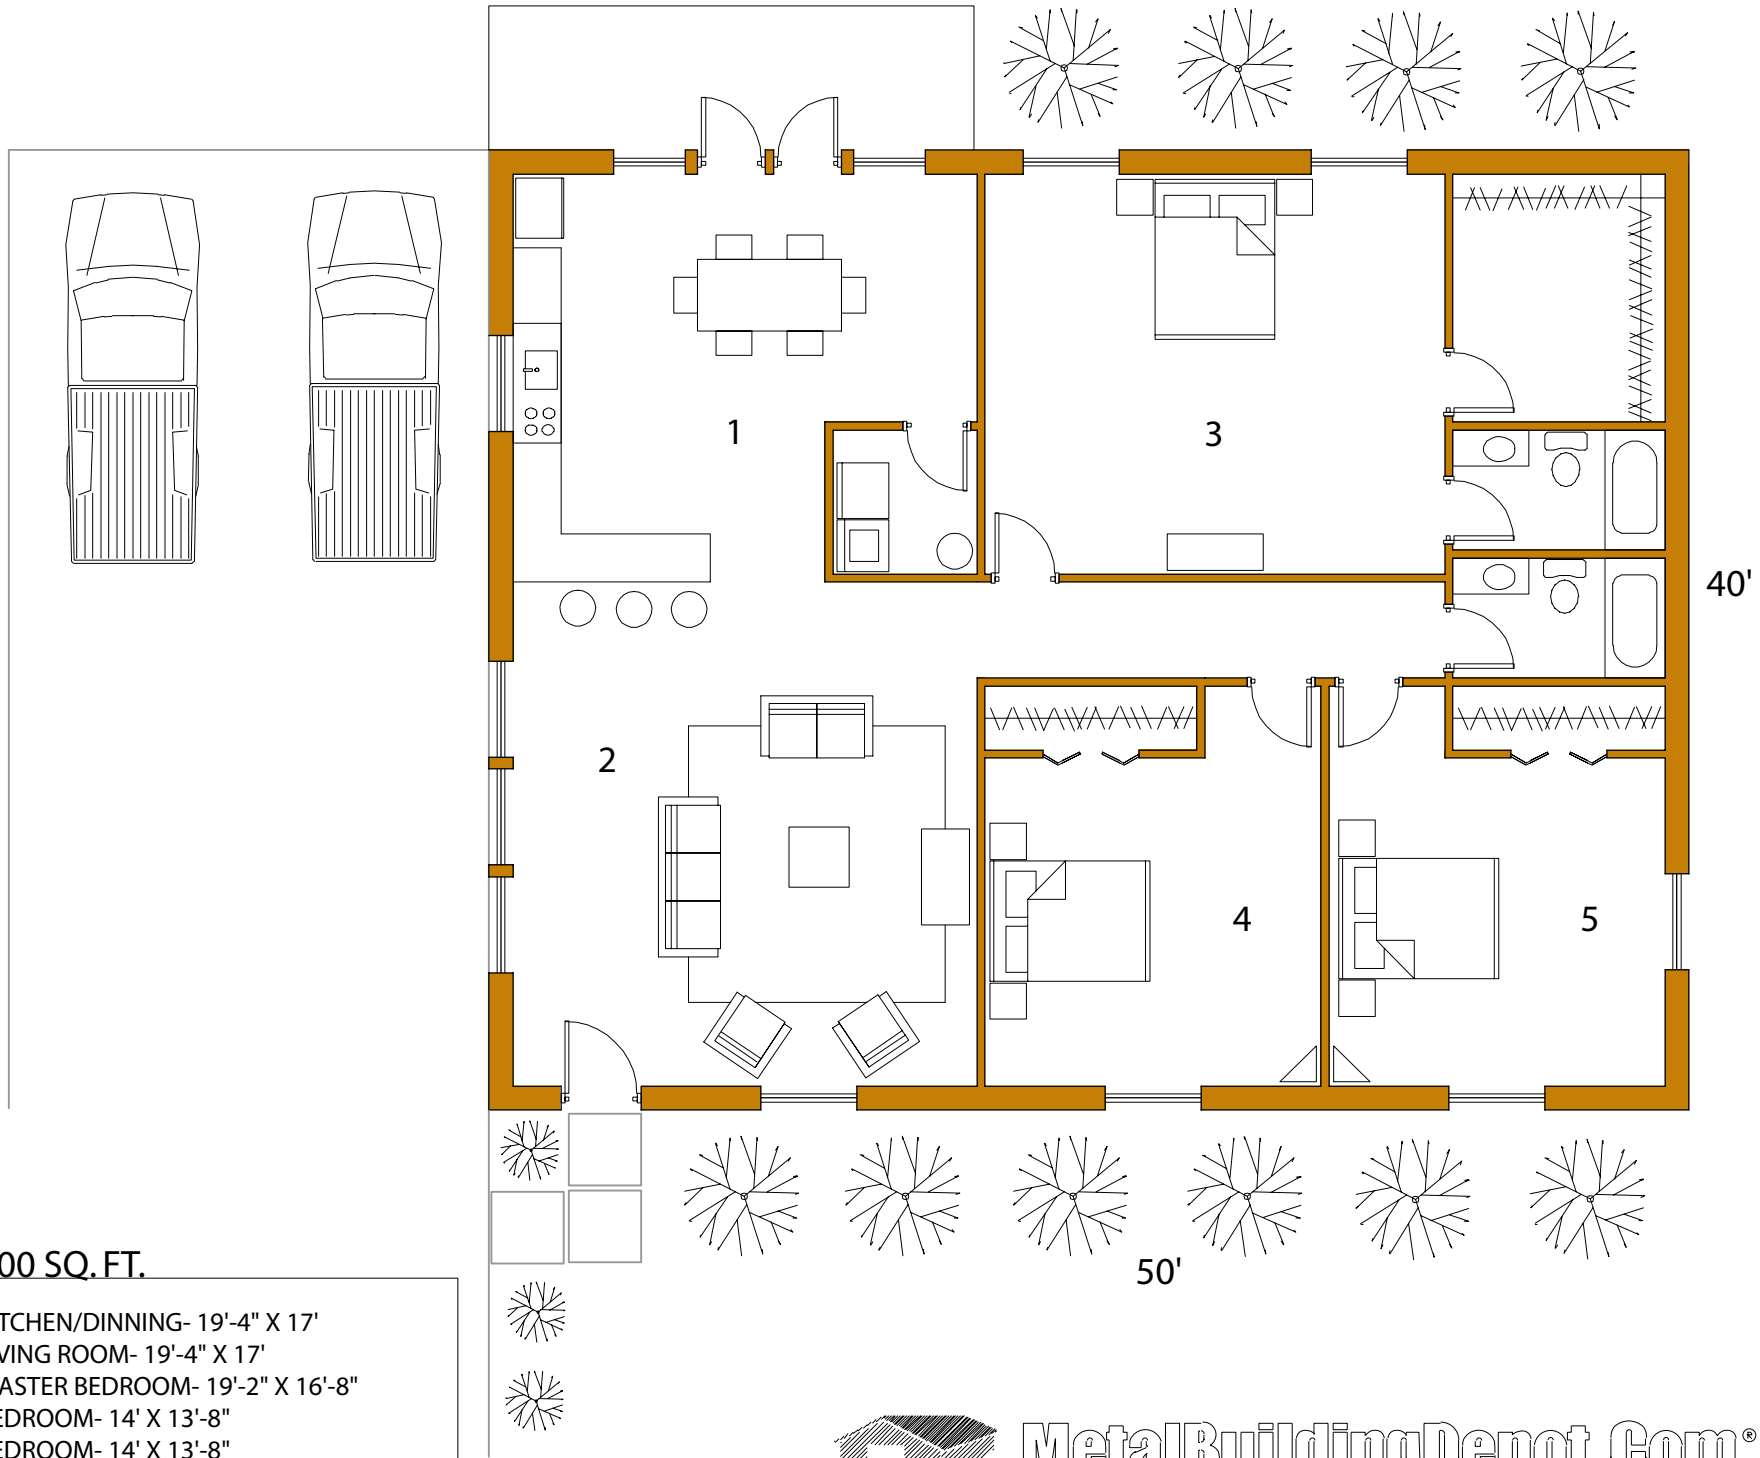 1
3
40'
2
4
5
50'
00 SQ. FT.
TCHEN/DINNING- 19'-4" X 17'
VING ROOM- 19'-4" X 17'
ASTER BEDROOM- 19'-2" X 16'-8"
EDROOM- 14' X 13'-8"
EDROOM- 14' X 13'-8"
MetalBuildingDepot.Com®